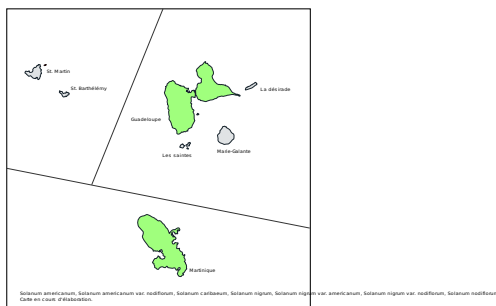 St. Martin
St. Barthélémy
La désirade
Guadeloupe
Marie-Galante
Les saintes
Martinique
Solanum americanum, Solanum americanum var. nodiflorum, Solanum caribaeum, Solanum nigrum, Solanum nigrum var. americanum, Solanum nigrum var. nodiflorum, Solanum nodiflorum
Carte en cours d'élaboration.